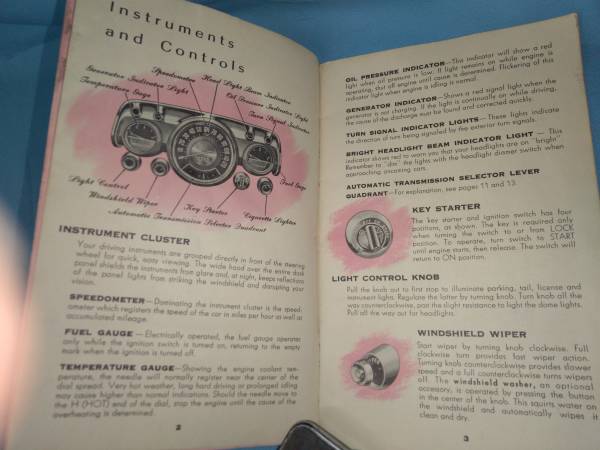 Instruments
and Controls
Speedometer
Head Light Beam Indicator
Generator Indicator Light
Oil Pressure Indicator Light
Temperature Gauge
Turn Signal Indicator
Fuel Gauge
Light Control
Key Starter
Cigarette Lighter
Windshield Wiper
Automatic Transmission Selector Quadrant
INSTRUMENT CLUSTER
Your driving instruments are grouped directly in front of the steering
wheel for quick, easy viewing. The wide hood over the entire dash
panel shields the instruments from glare and, at night, keeps reflections
of the panel lights from striking the windshield and disrupting your
vision.
SPEEDOMETER—Dominating the instrument cluster is the speed-
ometer which registers the speed of the car in miles per hour as well as
accumulated mileage.
FUEL GAUGE—Electrically operated, the fuel gauge operates
only while the ignition switch is turned on, returning to the empty
mark when the ignition is turned off.
TEMPERATURE GAUGE—Showing the engine coolant tem-
perature, the needle will normally register near the center of the
dial spread. Very hot weather, long hard driving or prolonged idling
may cause higher than normal indications. Should the needle move to
the H (HOT) end of the dial, stop the engine until the cause of the
overheating is determined.
2
OIL PRESSURE INDICATOR—The indicator will show a red
light when oil pressure is low. If light remains on while engine is
operating, shut off engine until cause is determined. Flickering of this
indicator light when engine is idling is normal.
GENERATOR INDICATOR—Shows a red signal light when the
generator is not charging. If the light is continually on while driving,
the cause of the discharge must be found and corrected quickly.
TURN SIGNAL INDICATOR LIGHTS—These lights indicate
the direction of turn being signalled by the exterior turn signals.
BRIGHT HEADLIGHT BEAM INDICATOR LIGHT — This
indicator shows red to warn you that your headlights are on "bright".
Remember to "dim" the lights with the headlight dimmer switch when
approaching oncoming cars.
AUTOMATIC TRANSMISSION SELECTOR LEVER
QUADRANT—For explanation, see pages 11 and 13.
KEY STARTER
The key starter and ignition switch has four
positions, as shown. The key is required only
when turning the switch to or from LOCK
position. To operate, turn switch to START
until engine starts, then release. The switch will
return to ON position.
LIGHT CONTROL KNOB
Pull the knob out to first stop to illuminate parking, tail, license and
instrument lights. Regulate the latter by turning knob. Turn knob all the
way counterclockwise, past the slight resistance to light the dome lights.
Pull all the way out for headlights.
WINDSHIELD WIPER
Start wiper by turning knob clockwise. Full
clockwise turn provides fast wiper action.
Turning knob counterclockwise provides slower
speed and a full counterclockwise turns wipers
off. The windshield washer, an optional
accessory, is operated by pressing the button
in the center of the knob. This squirts water on
the windshield and automatically wipes it
clean and dry.
3